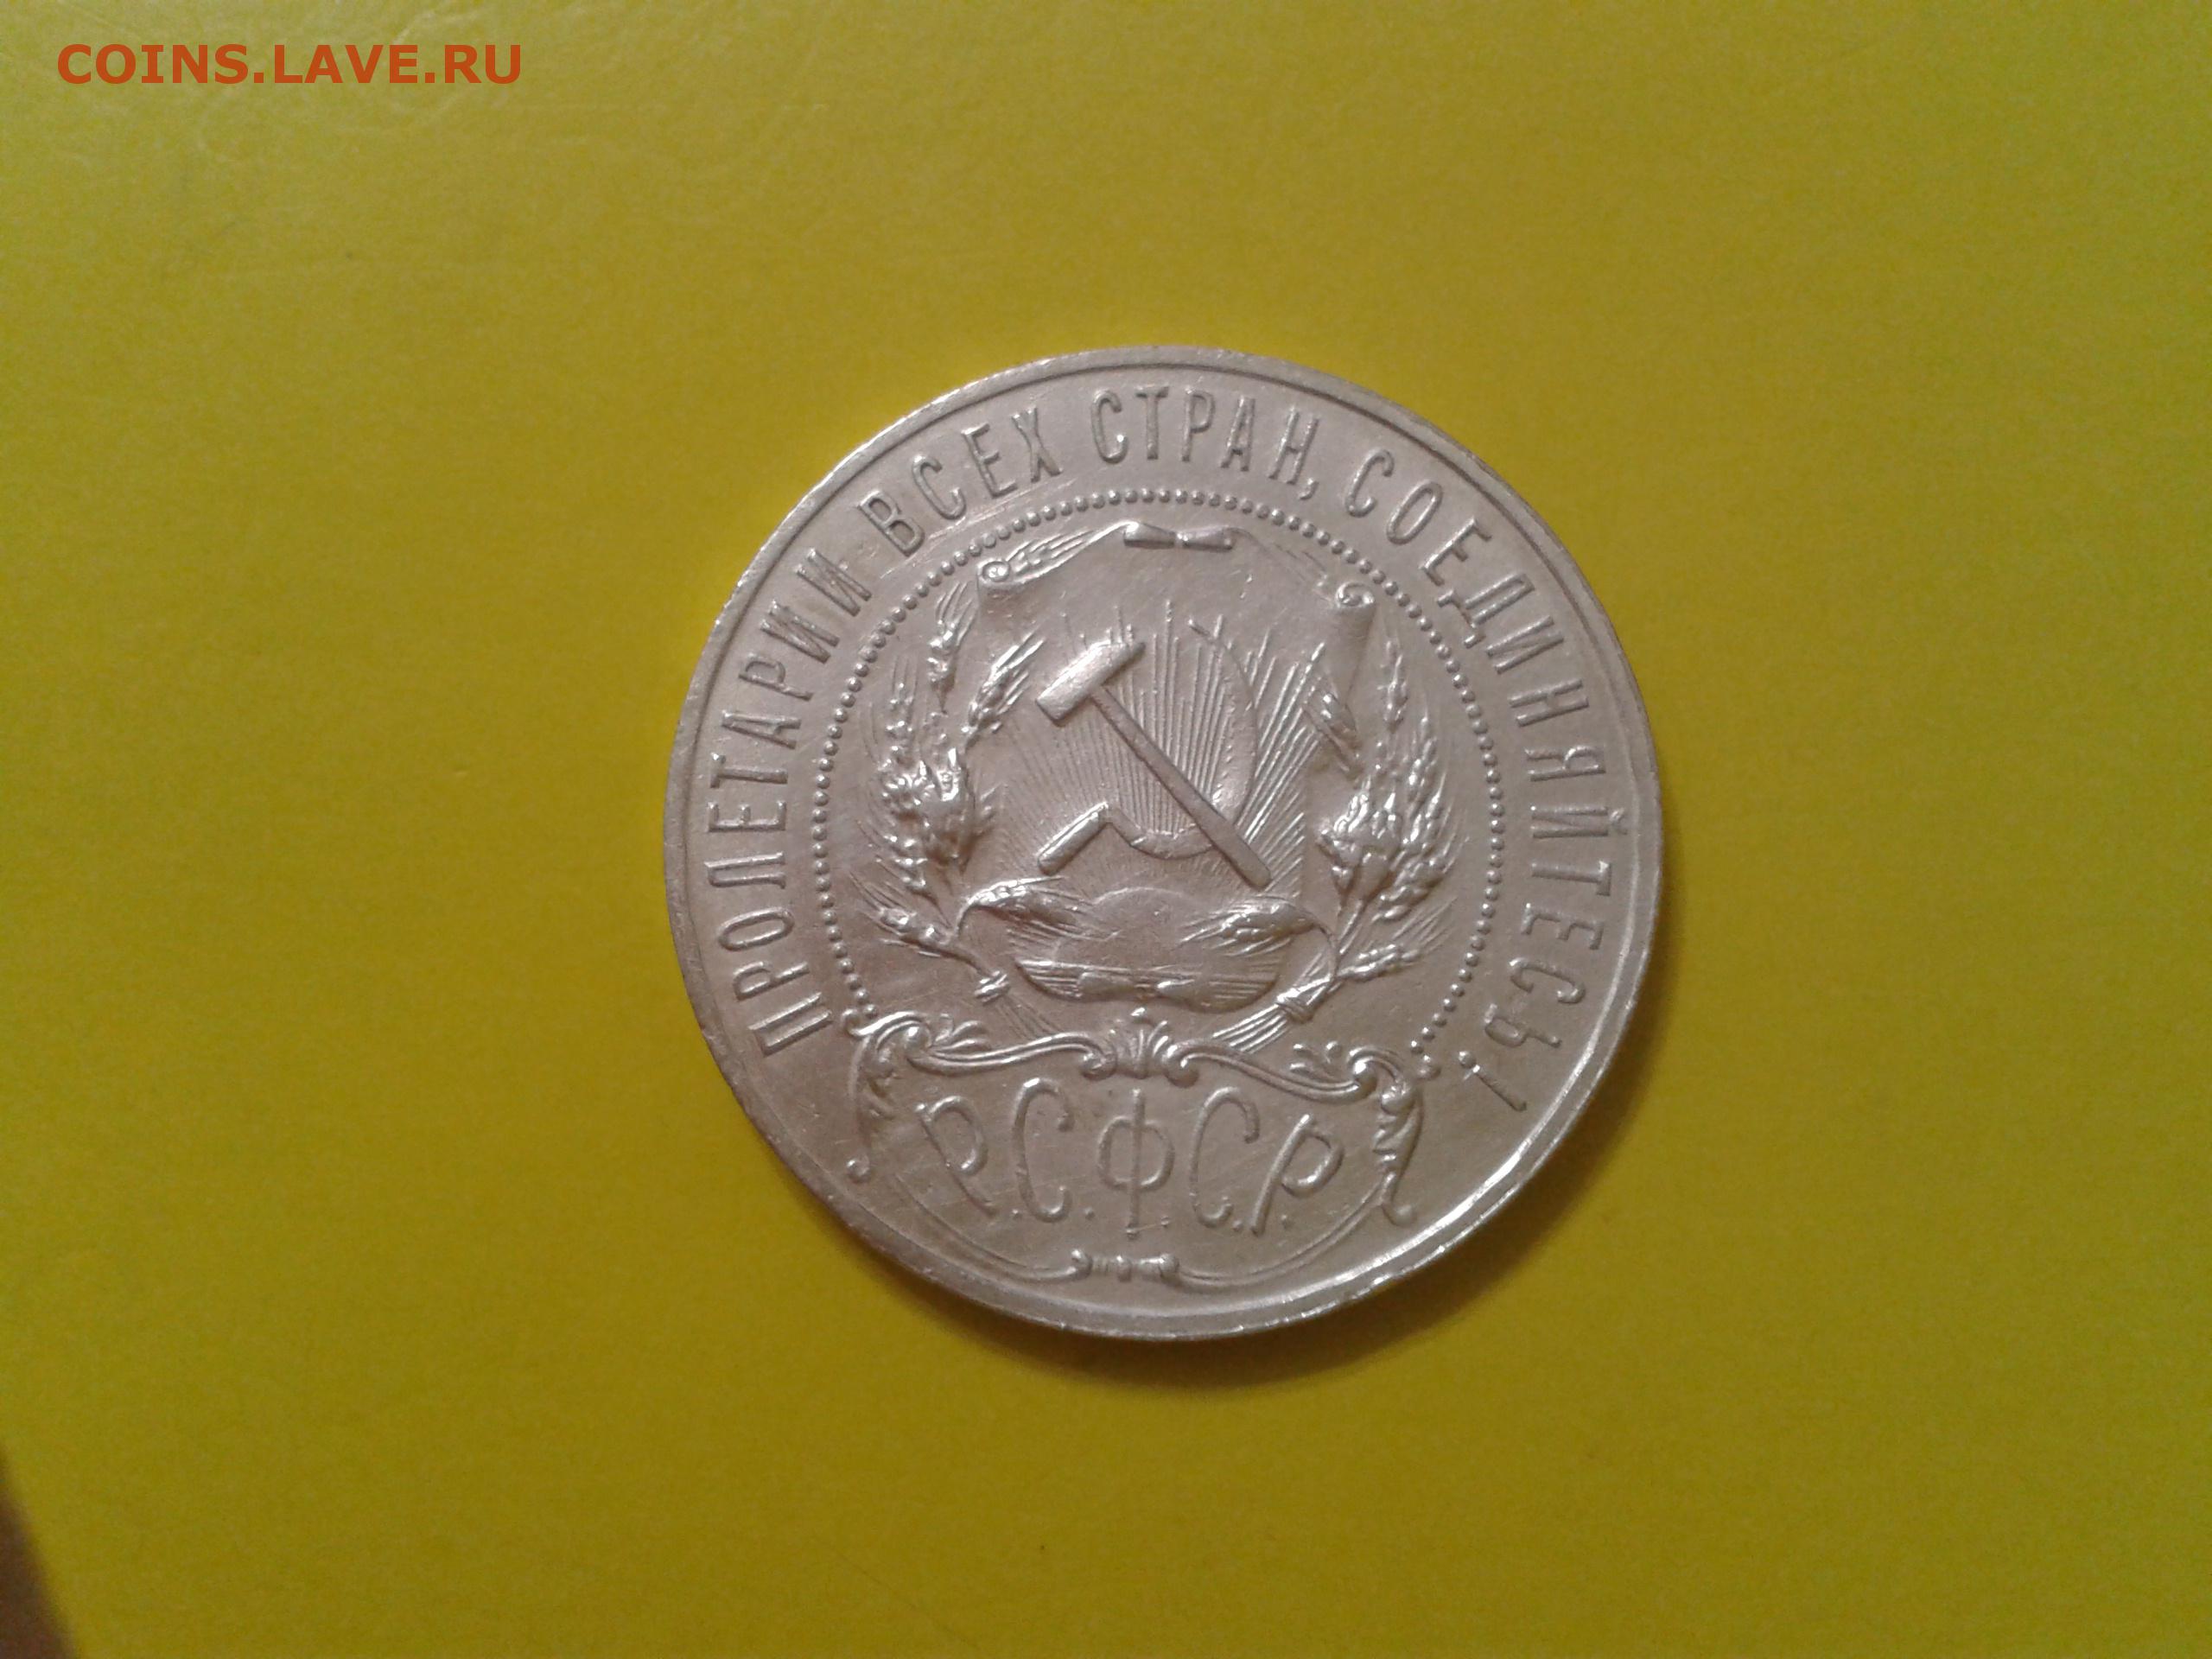 COINS.LAVE.RU
ПРОЛЕТАРИИ ВСЕХ СТРАН, СОЕДИНЯЙТЕСЬ!
Р.С.Ф.С.Р.